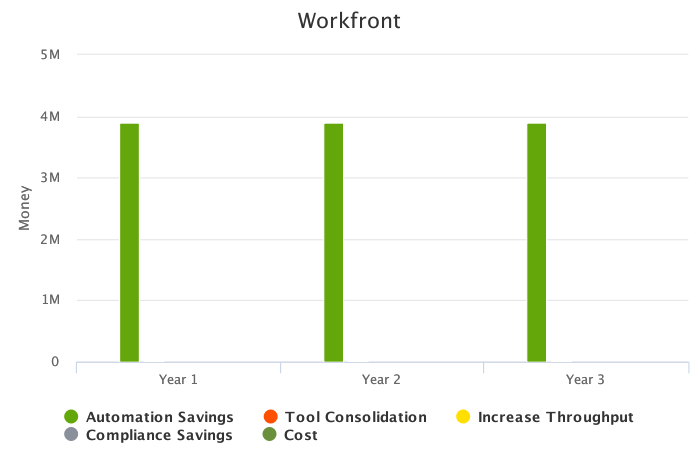 Workfront
5M
4M
3M
2M
1M
0
Money
Year 1 Year 2 Year 3
Automation Savings Tool Consolidation Increase Throughput
Compliance Savings Cost